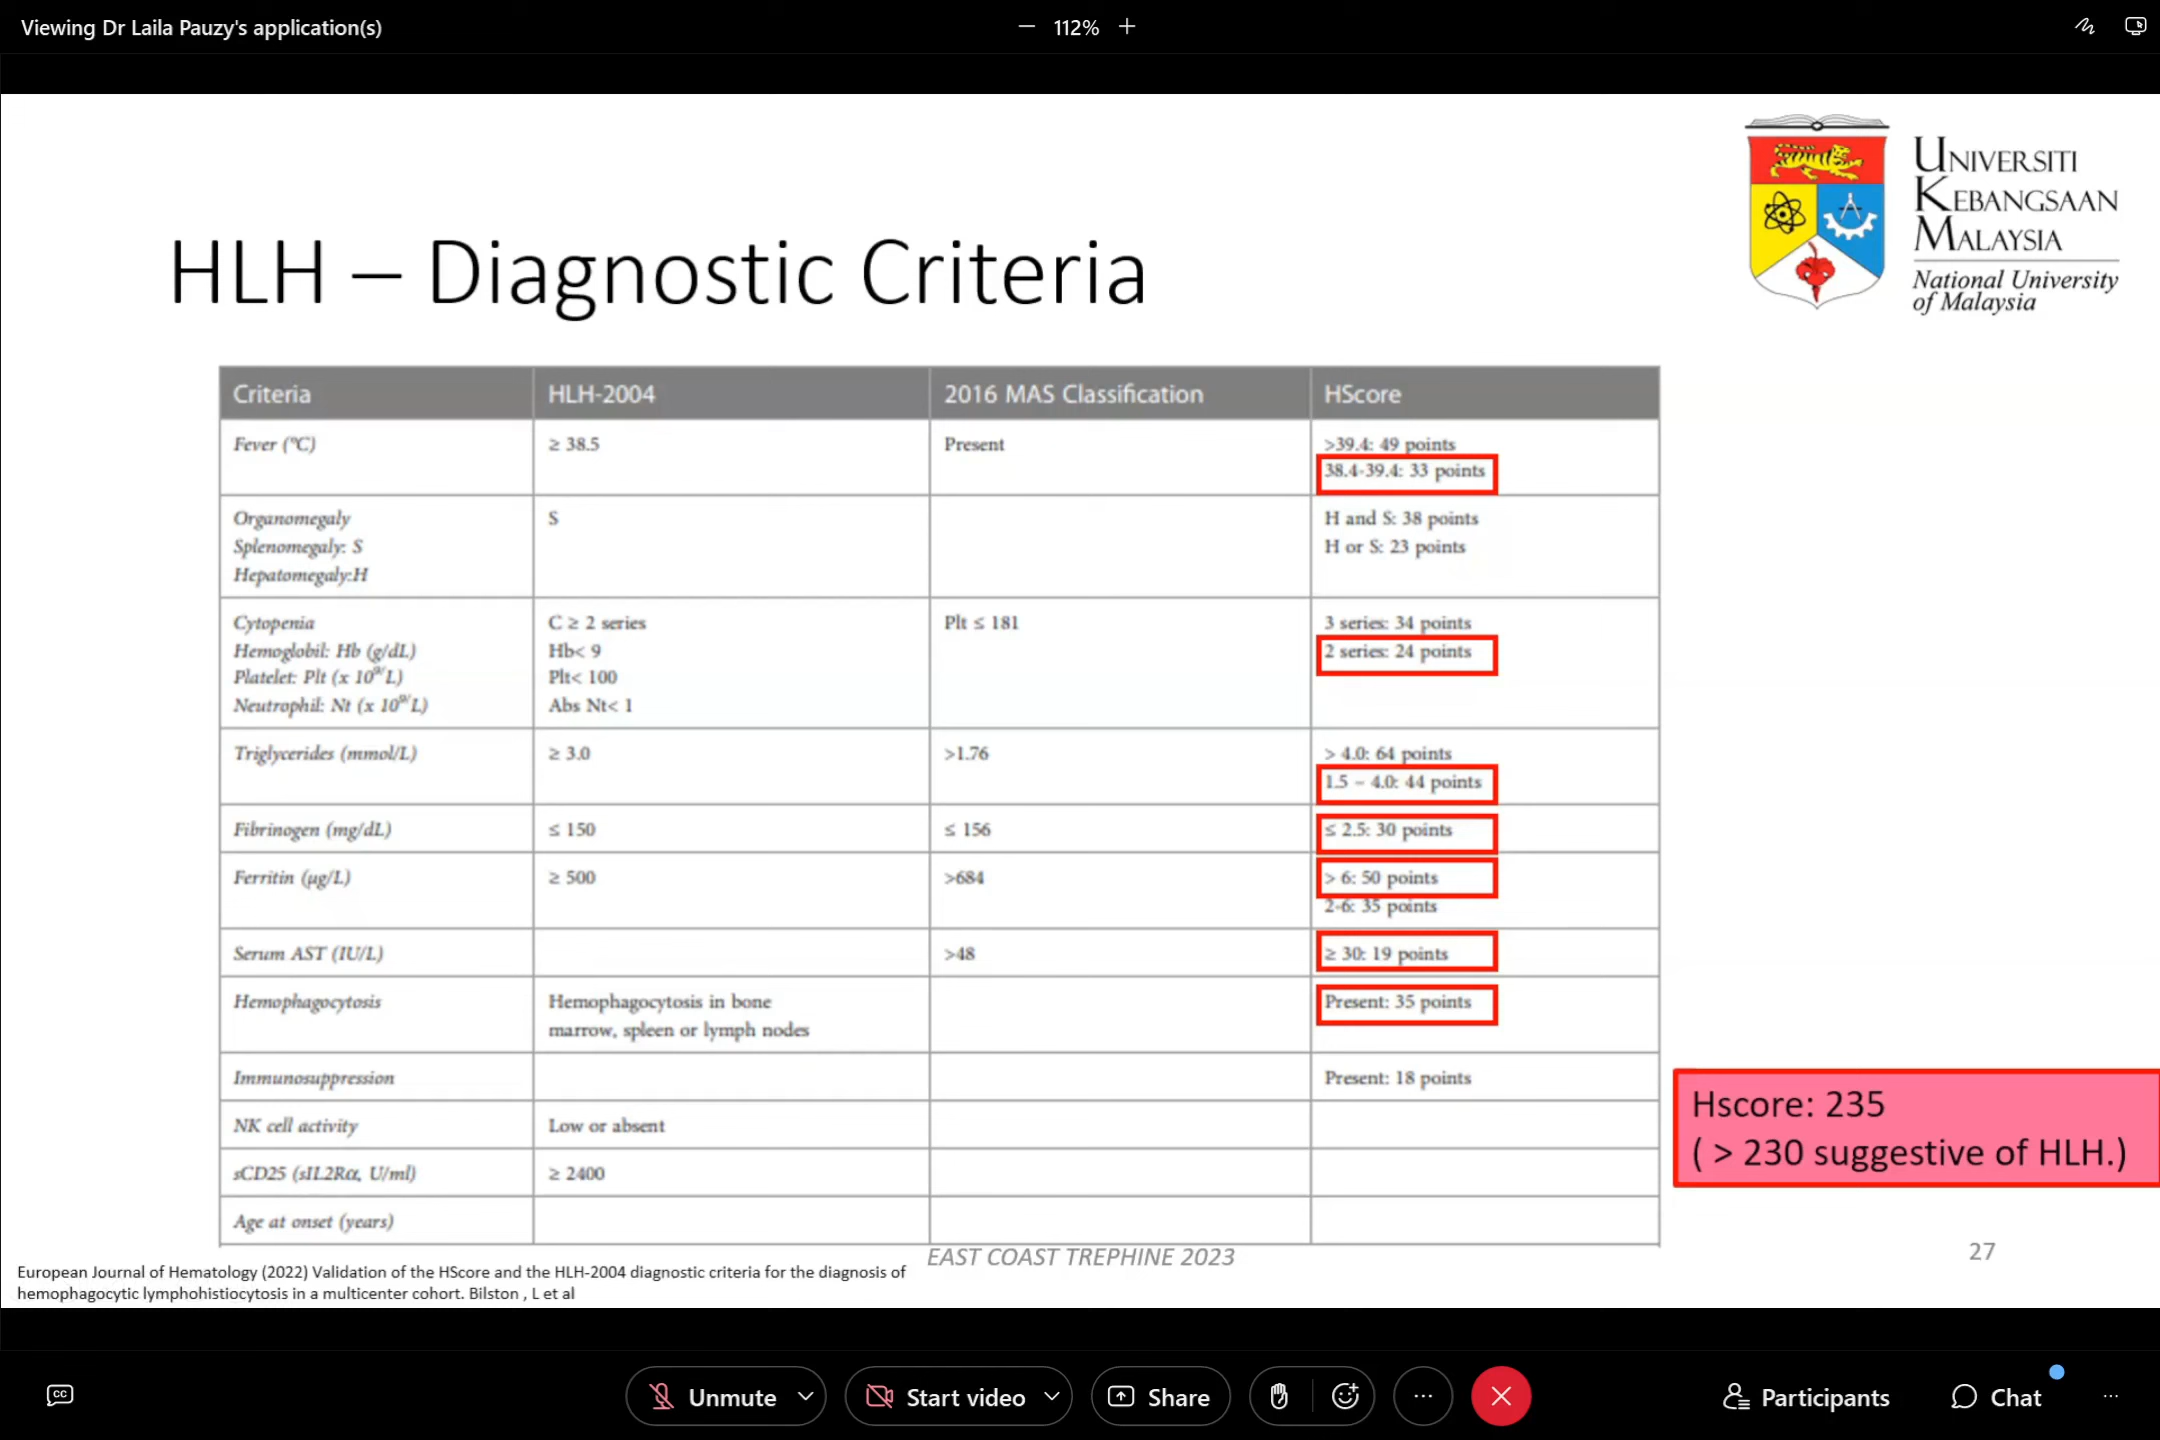 Viewing Dr Laila Pauzy's application(s)
112%
UNIVERSITI
KEBANGSAAN
MALAYSIA
National University
of Malaysia
HLH – Diagnostic Criteria
Criteria HLH-2004 2016 MAS Classification HScore
Fever (°C) ≥ 38.5 Present >39.4: 49 points
38.4-39.4: 33 points
Organomegaly S H and S: 38 points
Splenomegaly: S H or S: 23 points
Hepatomegaly:H
Cytopenia C ≥ 2 series Plt ≤ 181 3 series: 34 points
Hemoglobil: Hb (g/dL) Hb< 9 2 series: 24 points
Platelet: Plt (x 10⁹/L) Plt< 100
Neutrophil: Nt (x 10⁹/L) Abs Nt< 1
Triglycerides (mmol/L) ≥ 3.0 >1.76 > 4.0: 64 points
1.5 – 4.0: 44 points
Fibrinogen (mg/dL) ≤ 150 ≤ 156 ≤ 2.5: 30 points
Ferritin (µg/L) ≥ 500 >684 > 6: 50 points
2-6: 35 points
Serum AST (IU/L) >48 ≥ 30: 19 points
Hemophagocytosis Hemophagocytosis in bone Present: 35 points
marrow, spleen or lymph nodes
Immunosuppression Present: 18 points
NK cell activity Low or absent
sCD25 (sIL2Rα, U/ml) ≥ 2400
Age at onset (years)
Hscore: 235
( > 230 suggestive of HLH.)
EAST COAST TREPHINE 2023
27
European Journal of Hematology (2022) Validation of the HScore and the HLH-2004 diagnostic criteria for the diagnosis of
hemophagocytic lymphohistiocytosis in a multicenter cohort. Bilston , L et al
CC
Unmute
Start video
Share
Participants
Chat